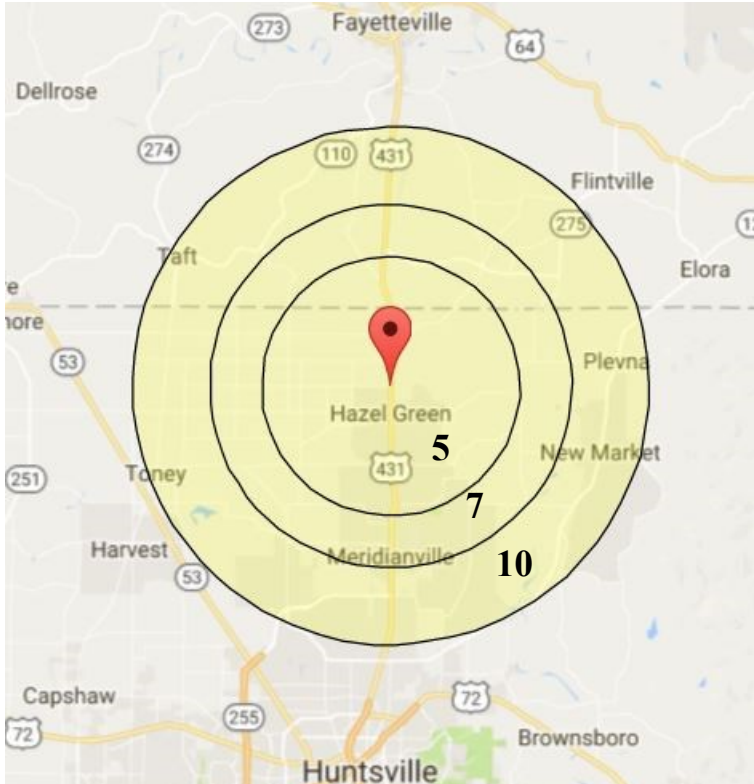 Fayetteville
273
64
Dellrose
274
110
431
Flintville
275
Taft
Elora
53
Plevna
Hazel Green
5
431
New Market
Toney
251
7
Harvest
Meridianville
10
53
Capshaw
72
255
72
Brownsboro
Huntsville